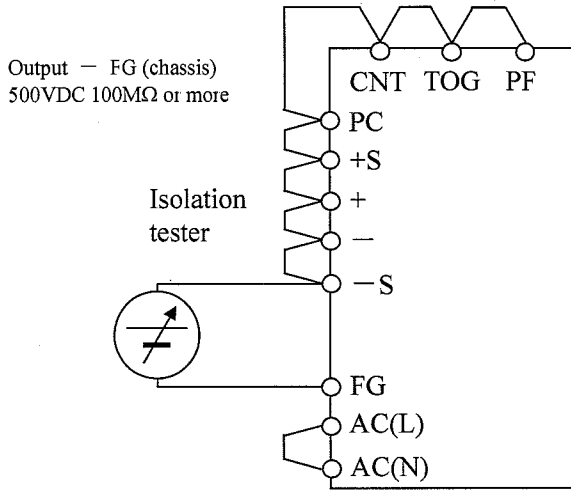 Output － FG (chassis)
500VDC 100MΩ or more
CNT TOG PF
PC
+S
+
－
－S
Isolation
tester
FG
AC(L)
AC(N)